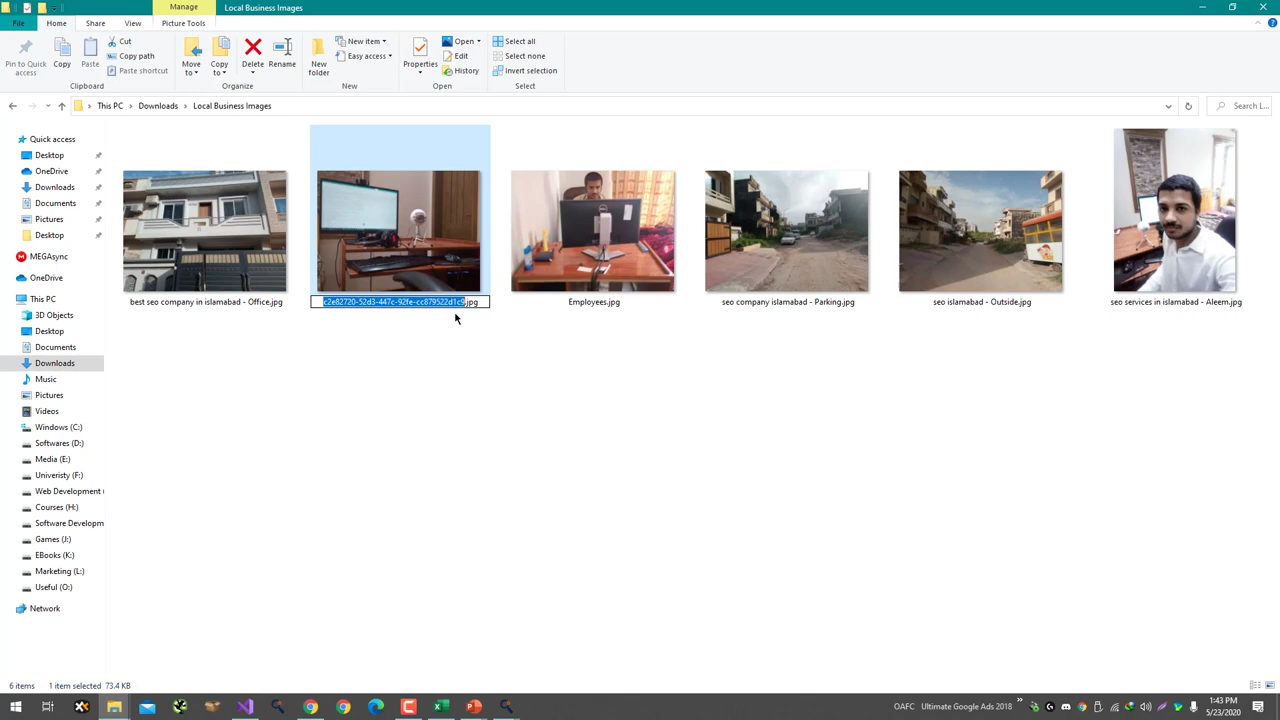 Manage
Local Business Images
File
Home
Share
View
Picture Tools
Pin to Quick access
Copy
Paste
Cut
Copy path
Paste shortcut
Clipboard
Move to
Copy to
Delete
Rename
Organize
New folder
New item
Easy access
New
Properties
Open
Edit
History
Open
Select all
Select none
Invert selection
Select
This PC
Downloads
Local Business Images
Search L...
Quick access
Desktop
OneDrive
Downloads
Documents
Pictures
Desktop
MEGAsync
OneDrive
This PC
3D Objects
Desktop
Documents
Downloads
Music
Pictures
Videos
Windows (C:)
Softwares (D:)
Media (E:)
Univeristy (F:)
Web Development (
Courses (H:)
Software Developm
Games (J:)
EBooks (K:)
Marketing (L:)
Useful (O:)
Network
best seo company in islamabad - Office.jpg
c2e82720-52d3-447c-92fe-cc879522d1c9.jpg
Employees.jpg
seo company islamabad - Parking.jpg
seo islamabad - Outside.jpg
seo services in islamabad - Aleem.jpg
6 items
1 item selected
73.4 KB
OAFC
Ultimate Google Ads 2018
1:43 PM
5/23/2020